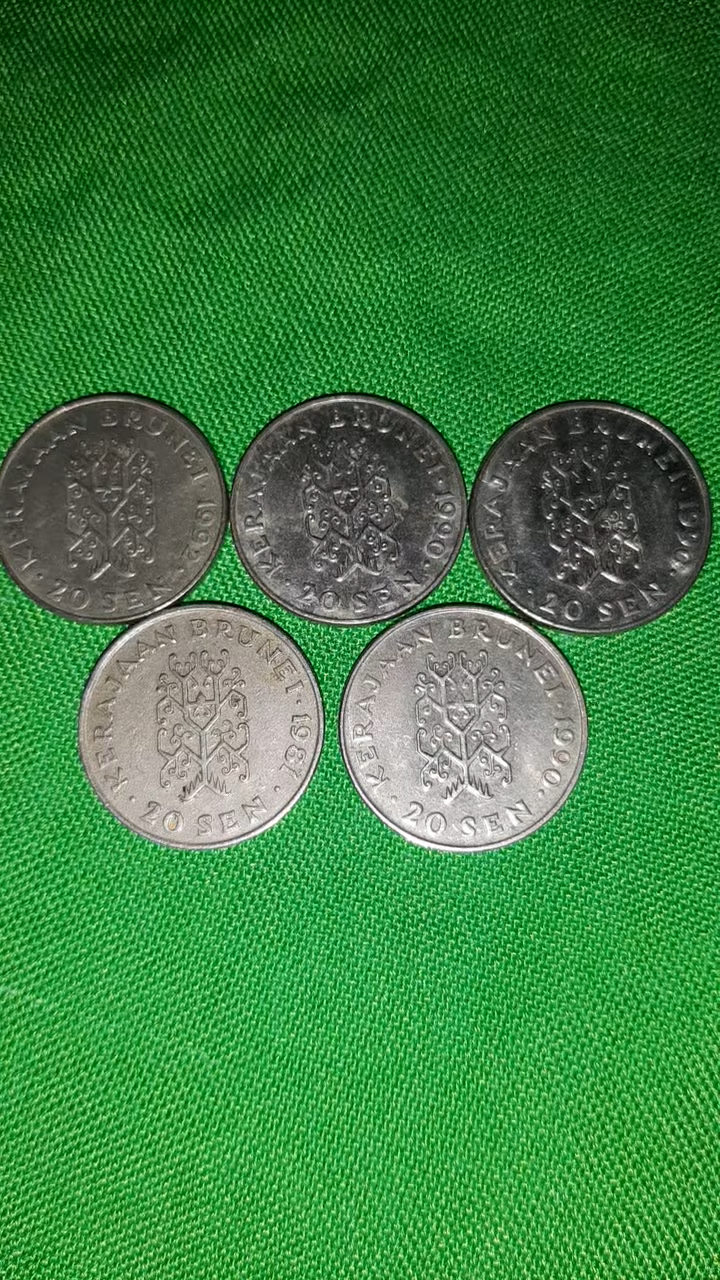 KERAJAAN BRUNEI 1992 ·
· 20 SEN ·
KERAJAAN BRUNEI · 1990 ·
· 20 SEN
KERAJAAN BRUNEI · 1990 ·
· 20 SEN
KERAJAAN BRUNEI · 1981 ·
· 20 SEN
KERAJAAN BRUNEI · 1990 ·
· 20 SEN